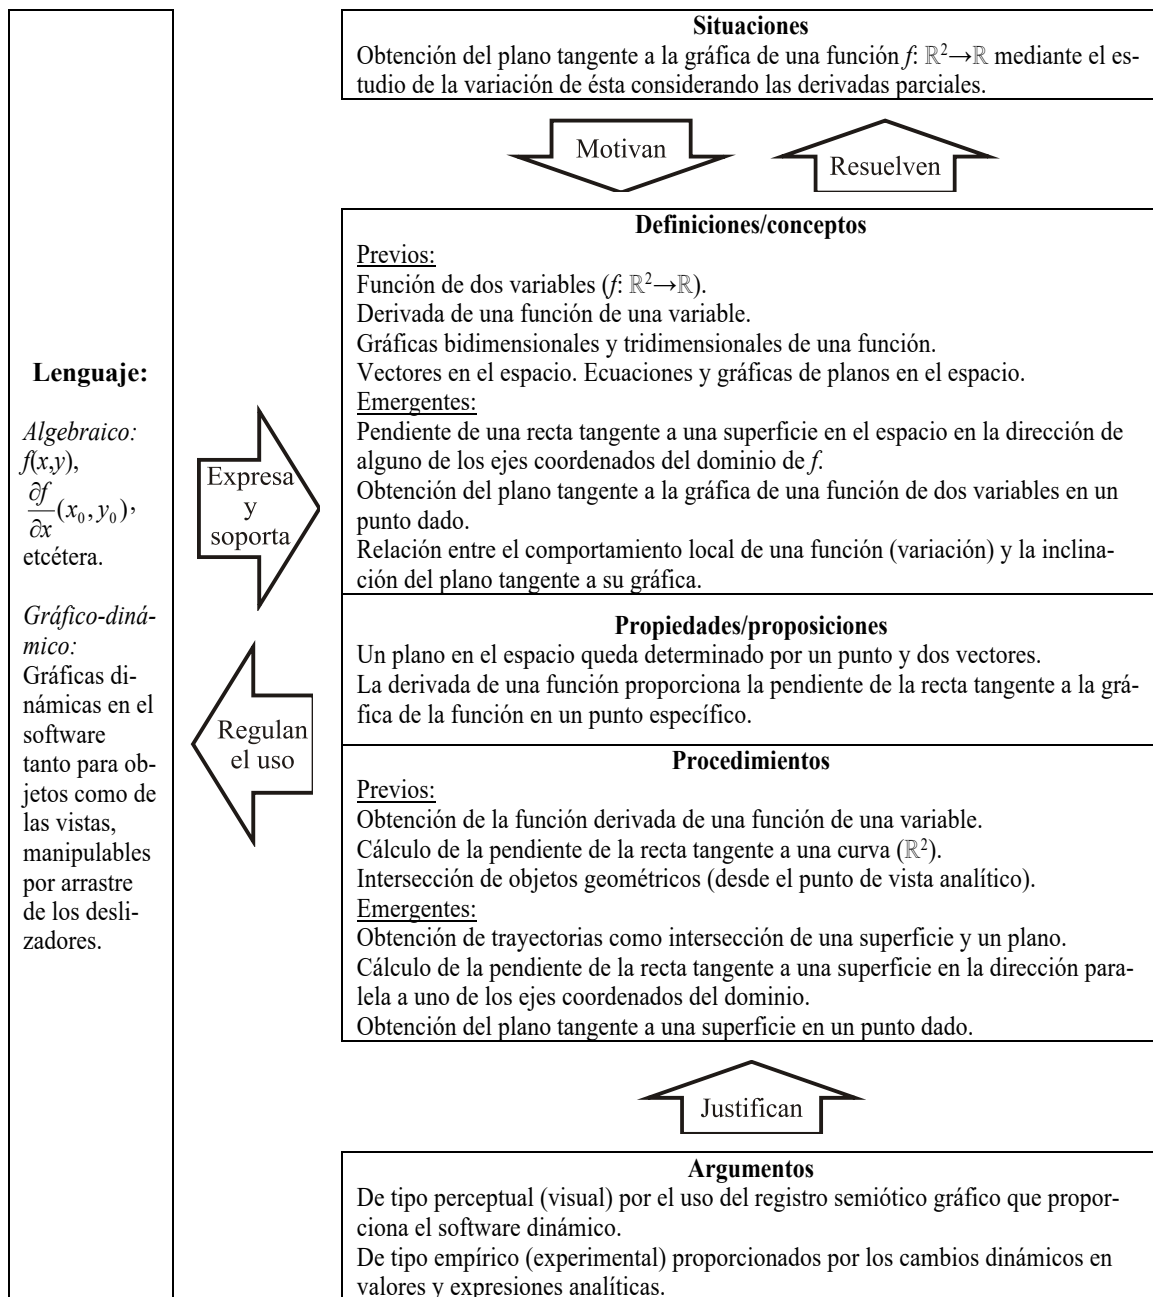 Situaciones
Obtención del plano tangente a la gráfica de una función f: ℝ²→ℝ mediante el es-
tudio de la variación de ésta considerando las derivadas parciales.
Motivan
Resuelven
Definiciones/conceptos
Previos:
Función de dos variables (f: ℝ²→ℝ).
Derivada de una función de una variable.
Gráficas bidimensionales y tridimensionales de una función.
Vectores en el espacio. Ecuaciones y gráficas de planos en el espacio.
Emergentes:
Pendiente de una recta tangente a una superficie en el espacio en la dirección de
alguno de los ejes coordenados del dominio de f.
Obtención del plano tangente a la gráfica de una función de dos variables en un
punto dado.
Relación entre el comportamiento local de una función (variación) y la inclina-
ción del plano tangente a su gráfica.
Lenguaje:
Algebraico:
f(x,y),
∂f/∂x (x₀, y₀),
etcétera.
Gráfico-diná-
mico:
Gráficas di-
námicas en el
software
tanto para ob-
jetos como de
las vistas,
manipulables
por arrastre
de los desli-
zadores.
Expresa
y
soporta
Regulan
el uso
Propiedades/proposiciones
Un plano en el espacio queda determinado por un punto y dos vectores.
La derivada de una función proporciona la pendiente de la recta tangente a la grá-
fica de la función en un punto específico.
Procedimientos
Previos:
Obtención de la función derivada de una función de una variable.
Cálculo de la pendiente de la recta tangente a una curva (ℝ²).
Intersección de objetos geométricos (desde el punto de vista analítico).
Emergentes:
Obtención de trayectorias como intersección de una superficie y un plano.
Cálculo de la pendiente de la recta tangente a una superficie en la dirección para-
lela a uno de los ejes coordenados del dominio.
Obtención del plano tangente a una superficie en un punto dado.
Justifican
Argumentos
De tipo perceptual (visual) por el uso del registro semiótico gráfico que propor-
ciona el software dinámico.
De tipo empírico (experimental) proporcionados por los cambios dinámicos en
valores y expresiones analíticas.